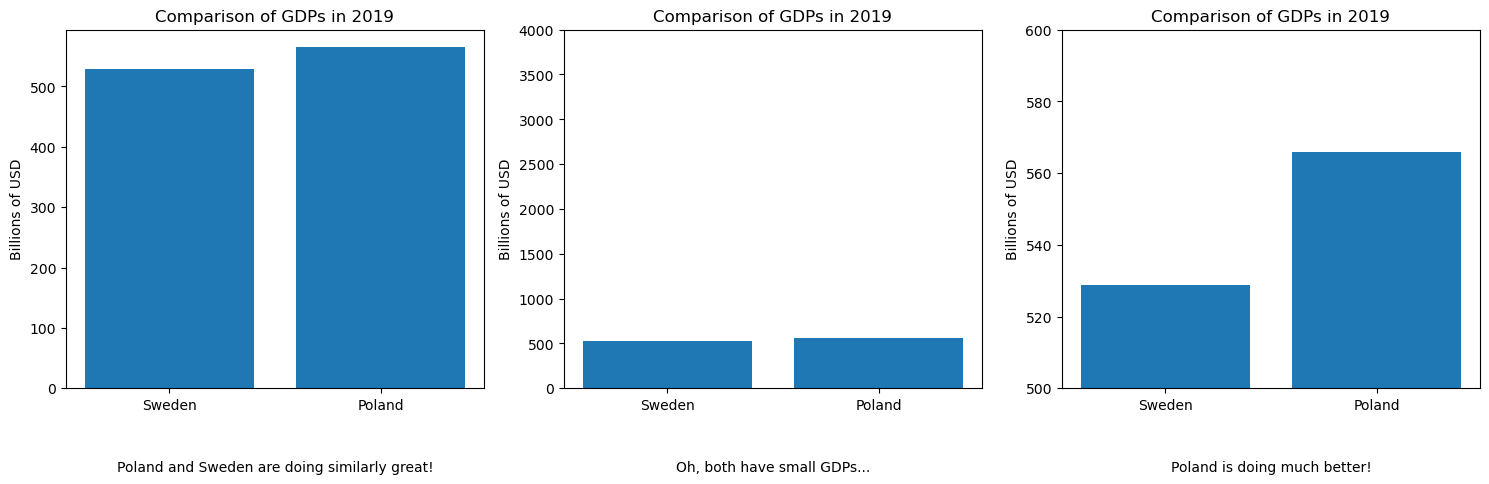 Comparison of GDPs in 2019
Billions of USD
500
400
300
200
100
0
Sweden Poland
Poland and Sweden are doing similarly great!
Comparison of GDPs in 2019
Billions of USD
4000
3500
3000
2500
2000
1500
1000
500
0
Sweden Poland
Oh, both have small GDPs...
Comparison of GDPs in 2019
Billions of USD
600
580
560
540
520
500
Sweden Poland
Poland is doing much better!